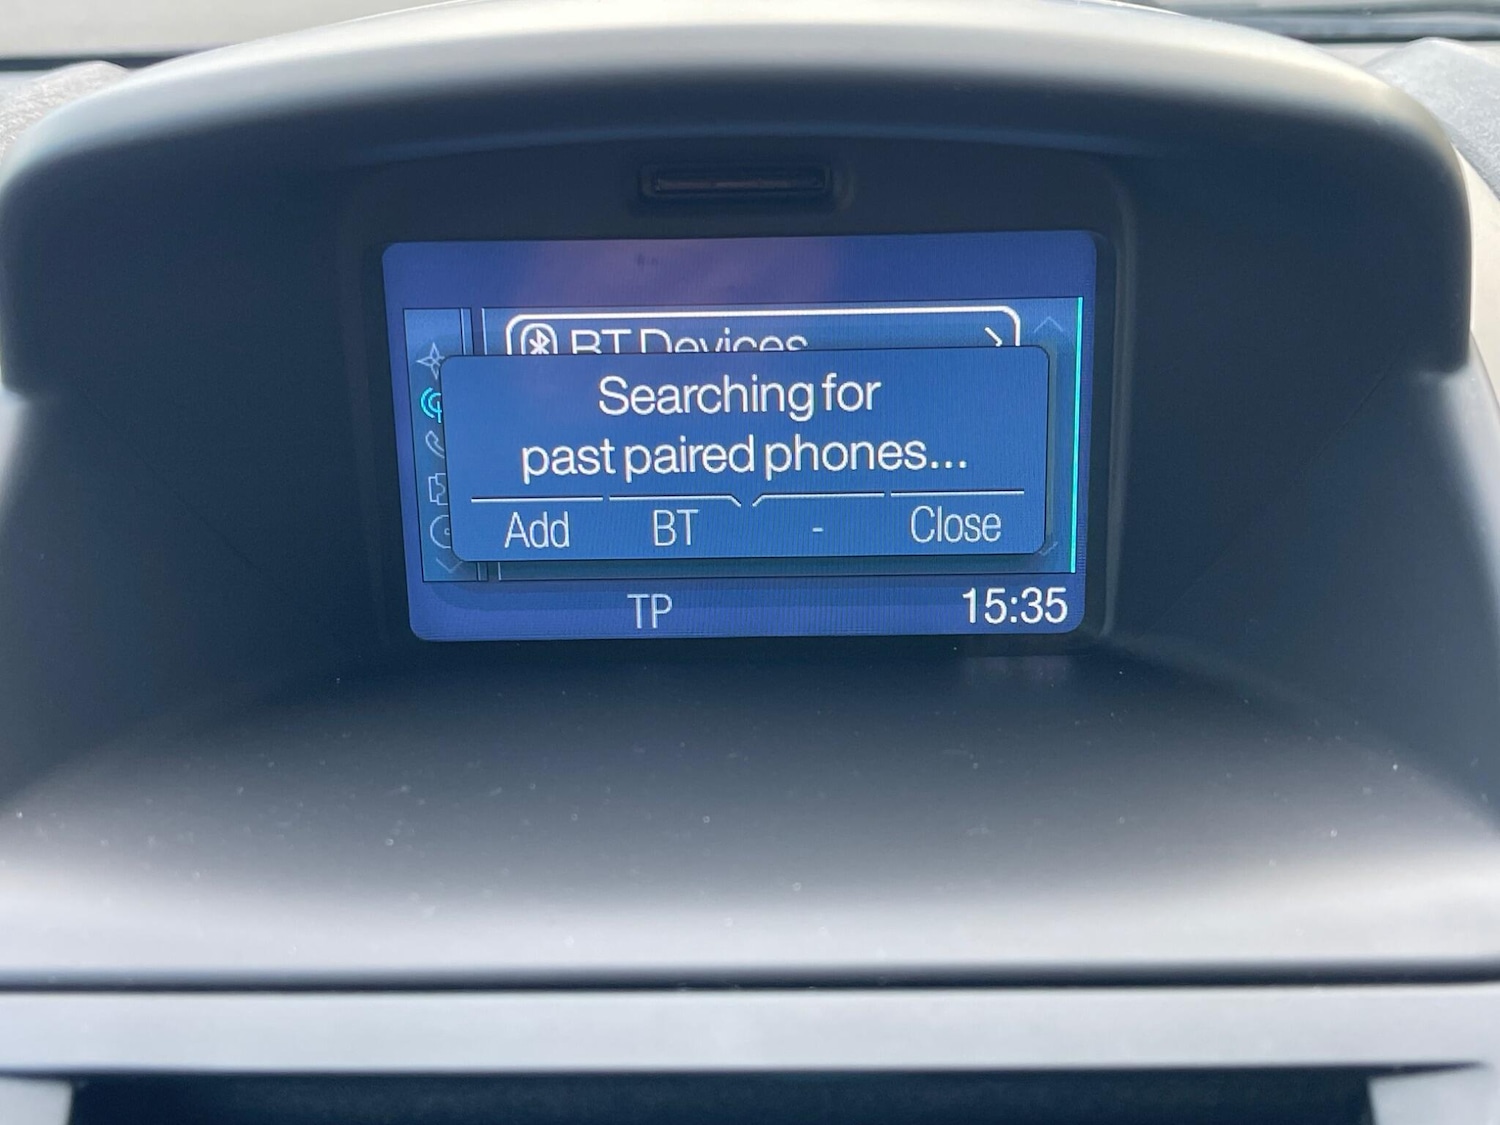 BT Devices
Searching for
past paired phones...
Add BT - Close
TP 15:35